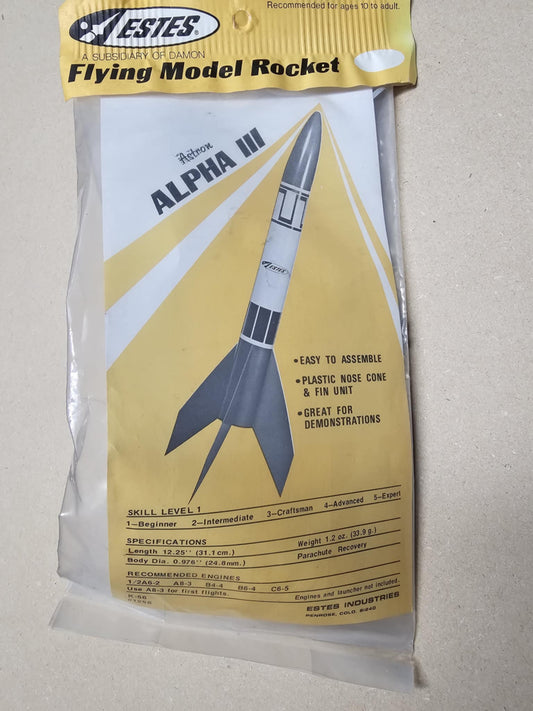 Recommended for ages 10 to adult.
ESTES®
A SUBSIDIARY OF DAMON
Flying Model Rocket
Astron
ALPHA III
ESTES
•EASY TO ASSEMBLE
•PLASTIC NOSE CONE
& FIN UNIT
•GREAT FOR
DEMONSTRATIONS
SKILL LEVEL 1
1–Beginner 2–Intermediate 3–Craftsman 4–Advanced 5–Expert
SPECIFICATIONS
Length 12.25'' (31.1 cm.) Weight 1.2 oz. (33.9 g.)
Body Dia. 0.976'' (24.8mm.) Parachute Recovery
RECOMMENDED ENGINES
1/2A6-2 A8-3 B4-4 B6-4 C6-5
Use A8-3 for first flights. Engines and launcher not included.
K-56
ESTES INDUSTRIES
PENROSE, COLO. 81240